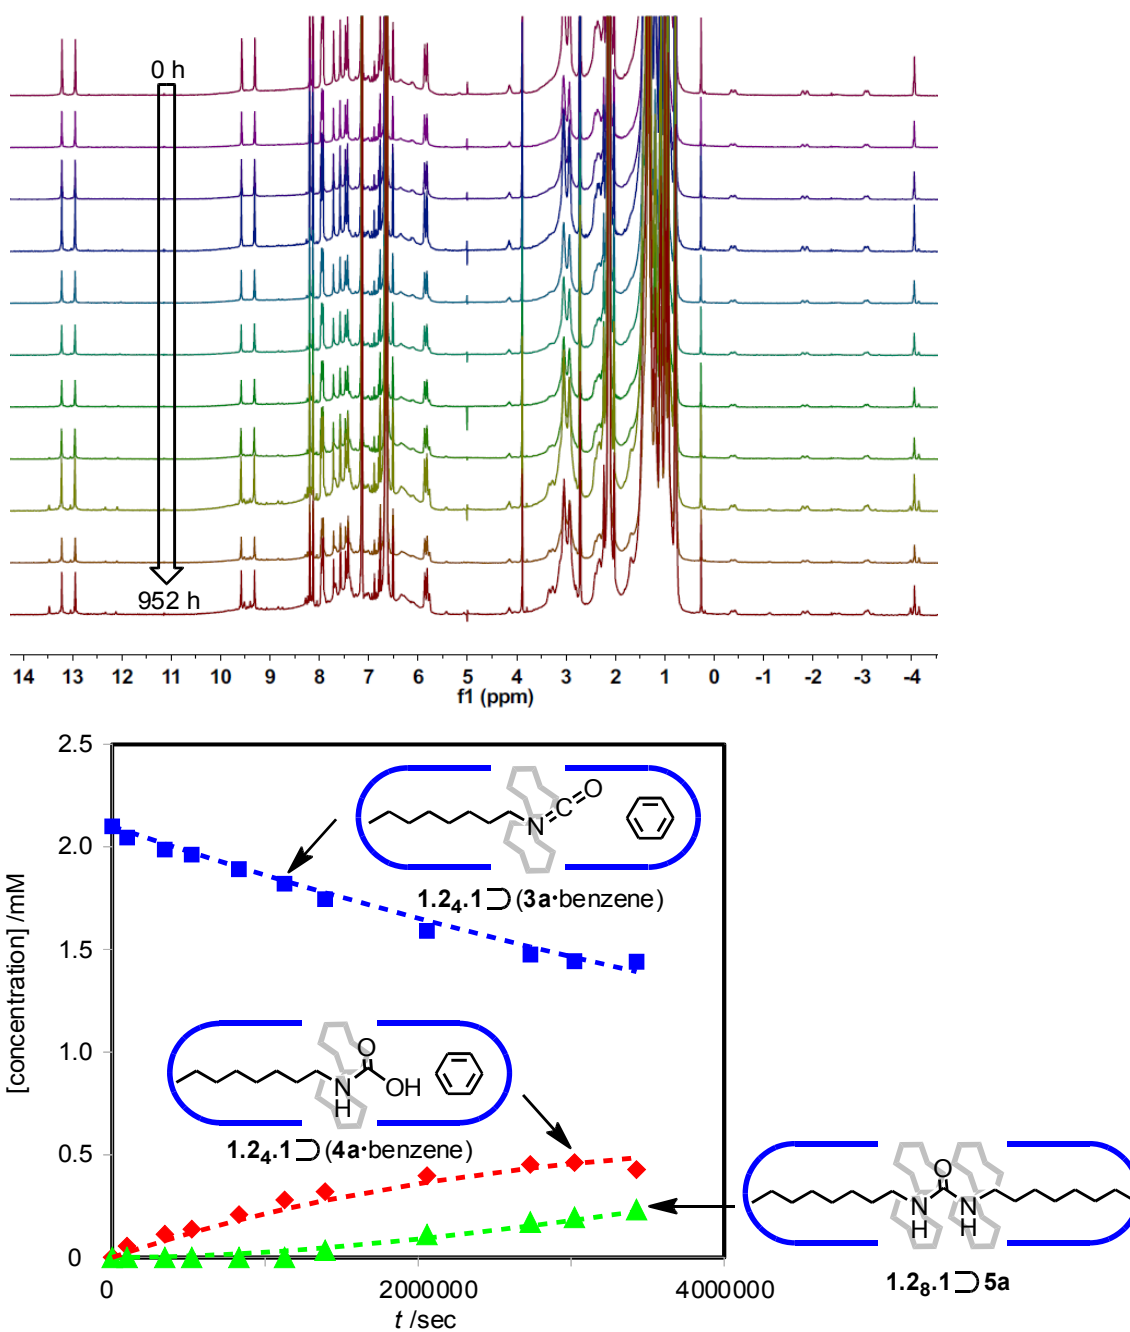 0 h
952 h
14 13 12 11 10 9 8 7 6 5 4 3 2 1 0 -1 -2 -3 -4
f1 (ppm)
2.5
2.0
1.5
1.0
0.5
0
[concentration] /mM
N C O
1.2₄.1⊃(3a·benzene)
O
N OH
H
1.2₄.1⊃(4a·benzene)
O
N N
H H
1.2₈.1⊃5a
0 2000000 4000000
t /sec